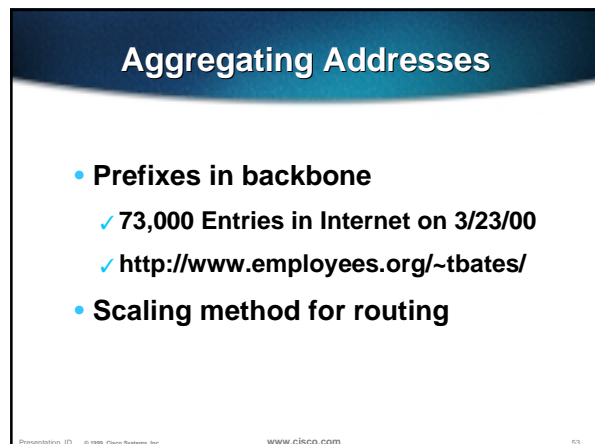 Aggregating Addresses
• Prefixes in backbone
✓ 73,000 Entries in Internet on 3/23/00
✓ http://www.employees.org/~tbates/
• Scaling method for routing
Presentation_ID © 1999, Cisco Systems, Inc. www.cisco.com 53